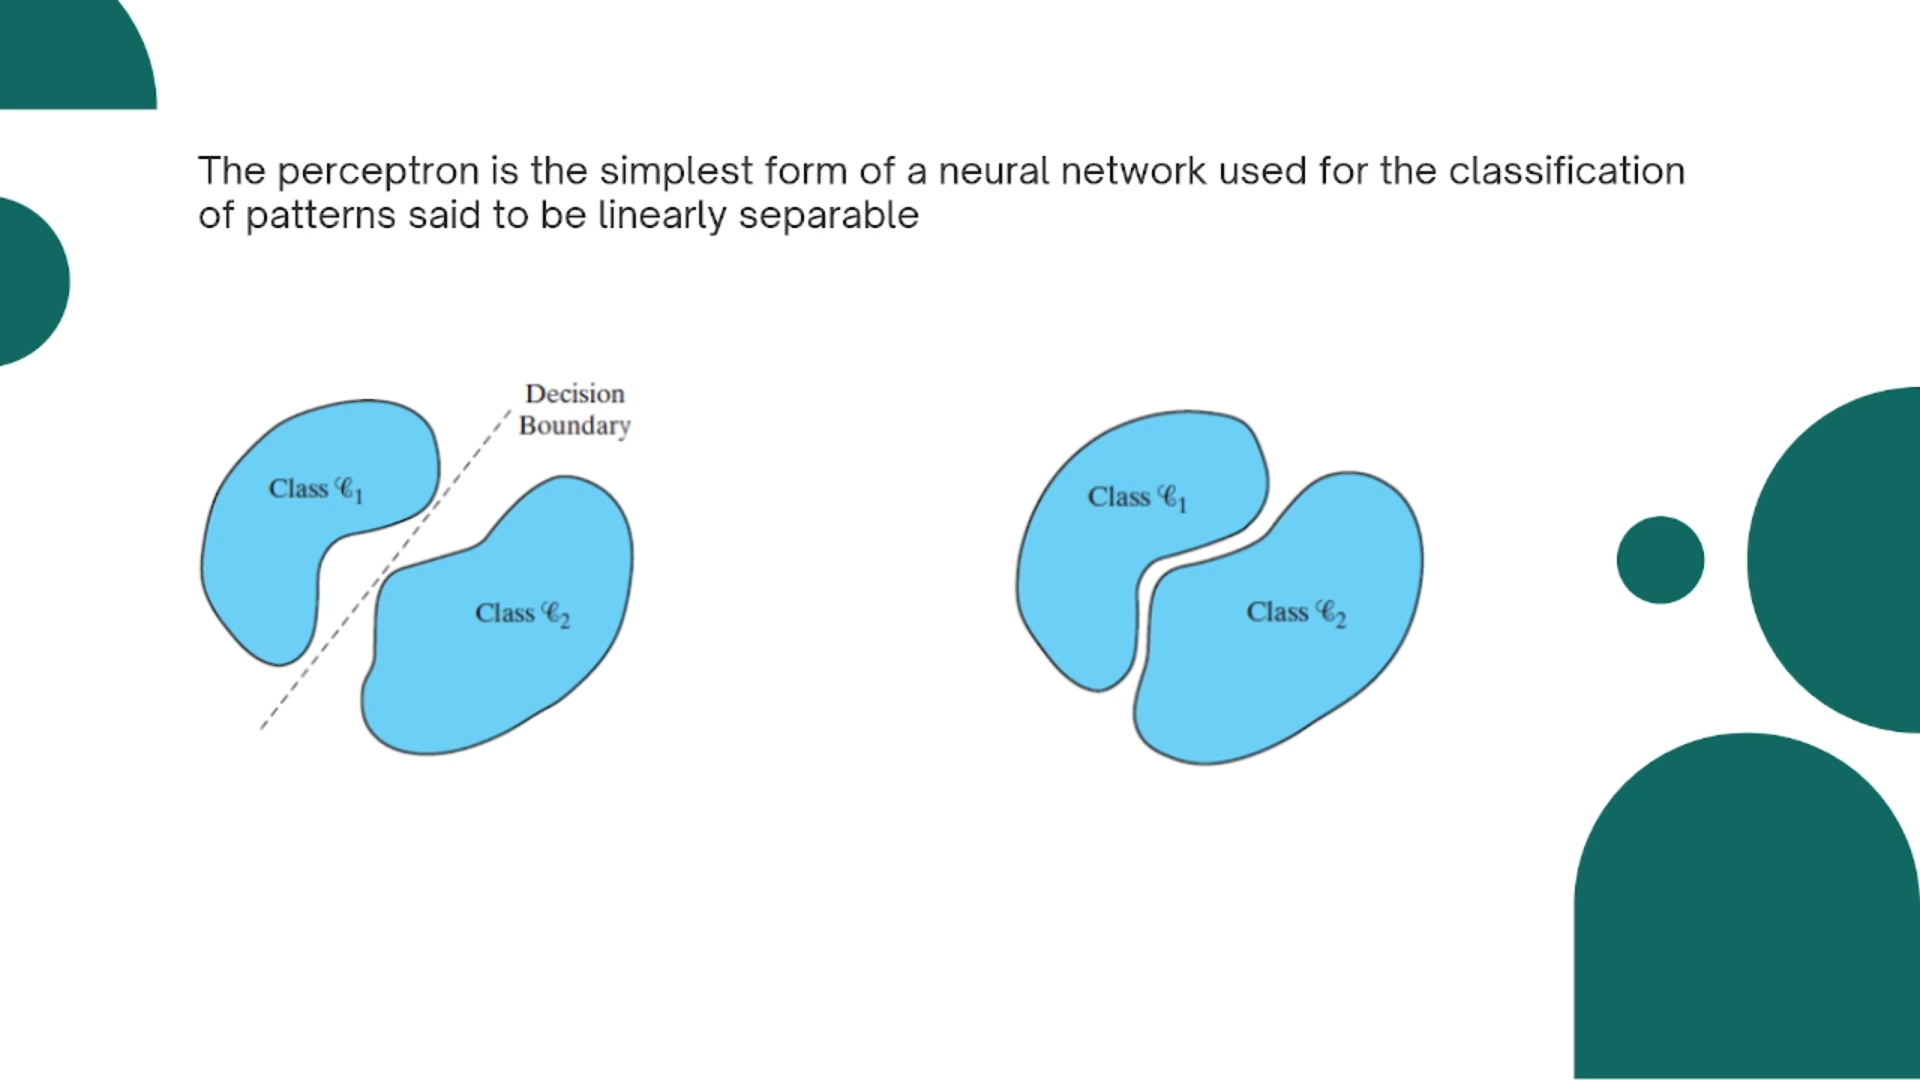 The perceptron is the simplest form of a neural network used for the classification
of patterns said to be linearly separable
Decision
Boundary
Class 𝒞₁
Class 𝒞₂
Class 𝒞₁
Class 𝒞₂